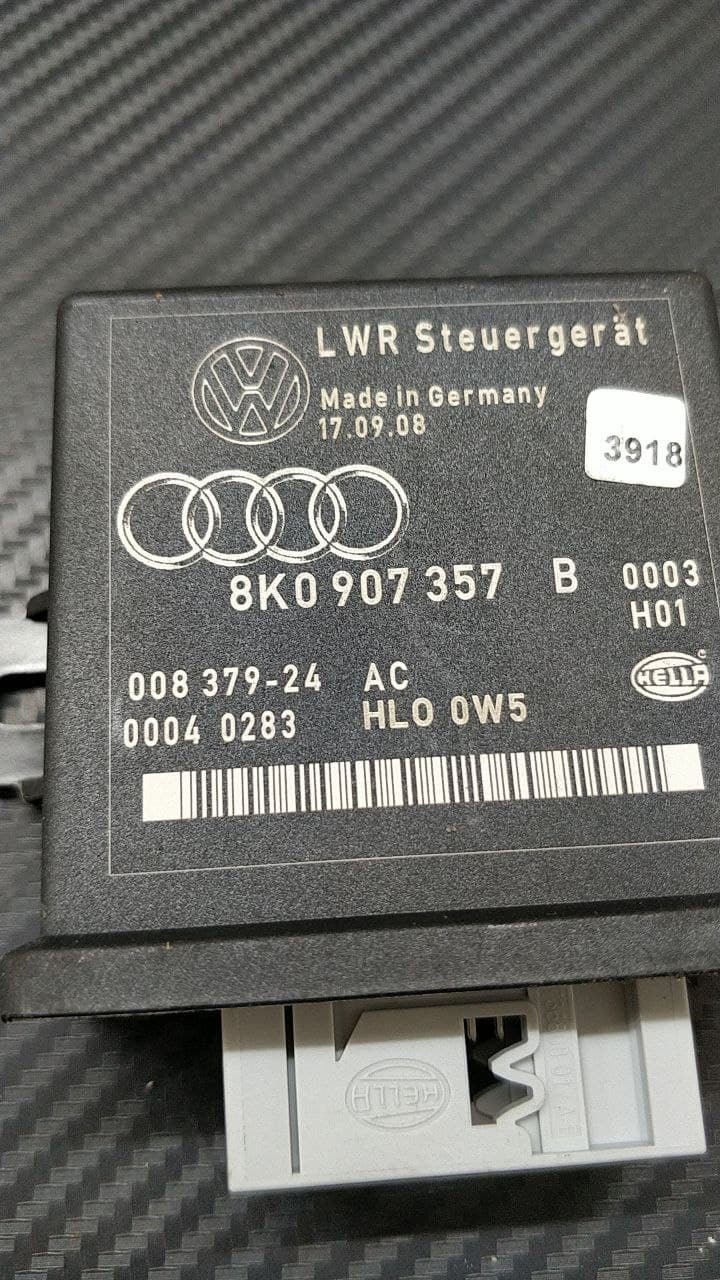 LWR Steuergerät
Made in Germany
17.09.08
3918
8K0 907 357 B 0003
H01
008 379-24 AC
HELLA
0004 0283 HLO 0W5
HELLA